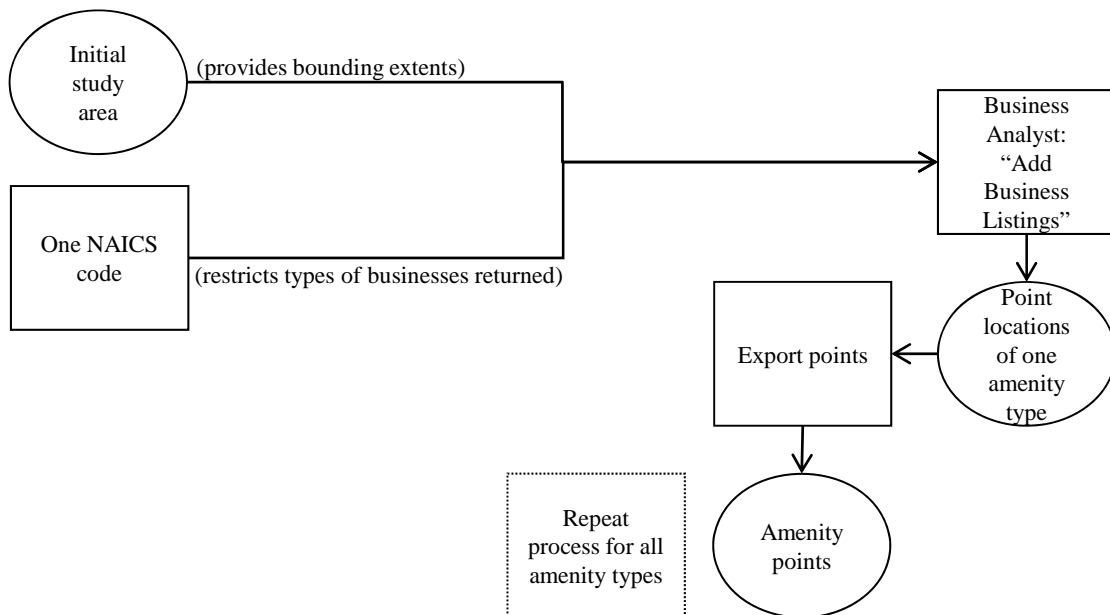 Initial
study
area
(provides bounding extents)
One NAICS
code
(restricts types of businesses returned)
Business
Analyst:
“Add
Business
Listings”
Point
locations
of one
amenity
type
Export points
Amenity
points
Repeat
process for all
amenity types